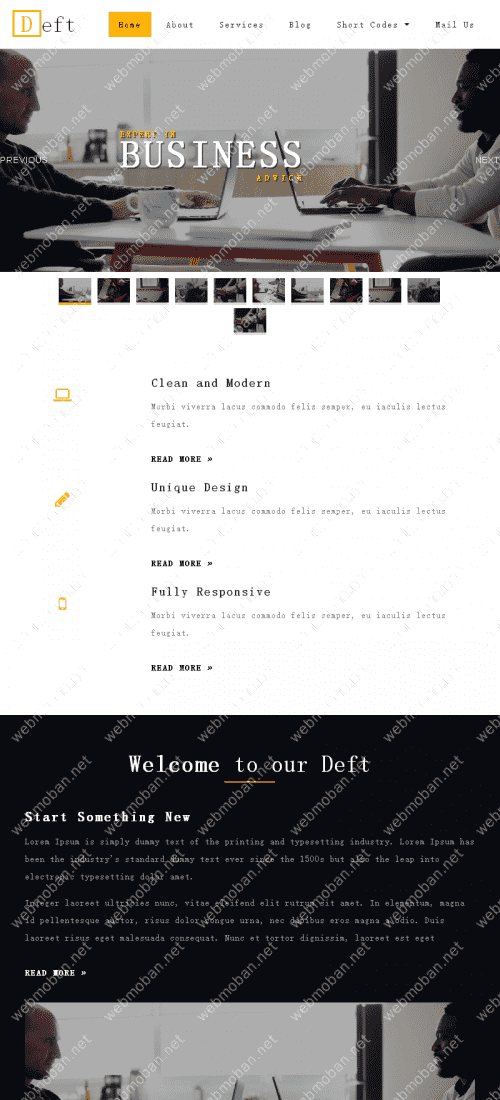 Deft
Home About Services Blog Short Codes Mail Us
EXPERT IN
BUSINESS
ADVICE
PREVIOUS
NEXT
Clean and Modern
Morbi viverra lacus commodo felis semper, eu iaculis lectus
feugiat.
READ MORE »
Unique Design
Morbi viverra lacus commodo felis semper, eu iaculis lectus
feugiat.
READ MORE »
Fully Responsive
Morbi viverra lacus commodo felis semper, eu iaculis lectus
feugiat.
READ MORE »
Welcome to our Deft
Start Something New
Lorem Ipsum is simply dummy text of the printing and typesetting industry. Lorem Ipsum has
been the industry's standard dummy text ever since the 1500s but also the leap into
electronic typesetting dolor amet.
Integer laoreet ultricies nunc, vitae eleifend elit rutrum sit amet. In elementum, magna
id pellentesque auctor, risus dolor congue urna, nec dapibus eros magna a odio. Duis
laoreet risus eget malesuada consequat. Nunc et tortor dignissim, laoreet est eget
READ MORE »
webmoban.net